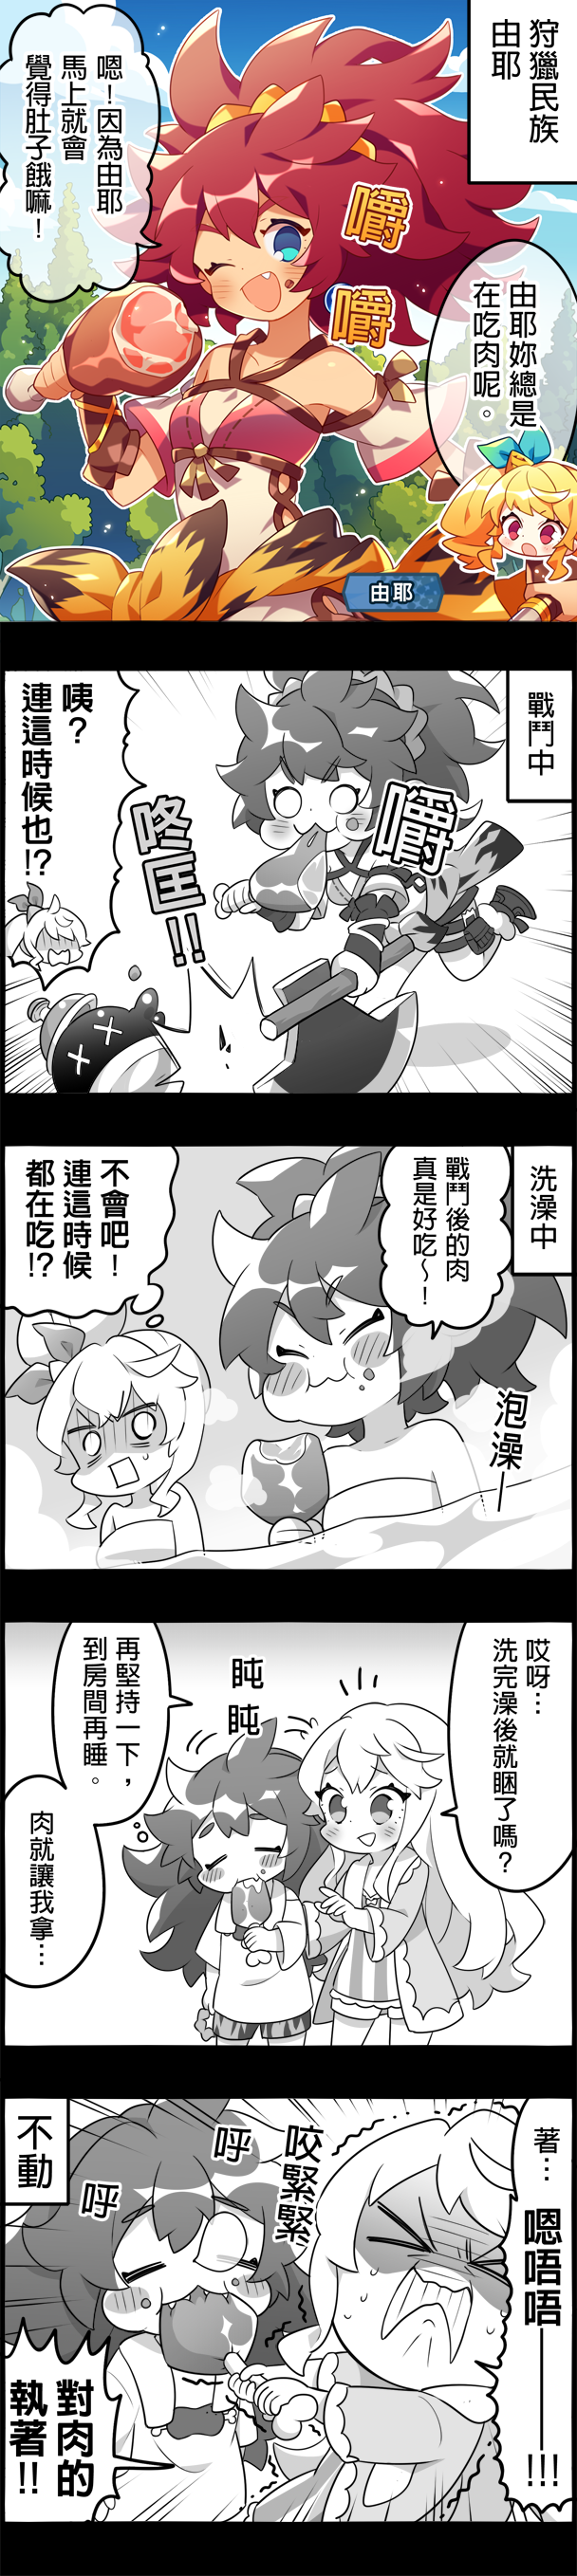 狩獵民族
由耶
由耶妳總是
在吃肉呢。
嚼
嚼
嗯!因為由耶
馬上就會
覺得肚子餓嘛!
由耶
戰鬥中
嚼
咚匡!!
咦?
連這時候也!?
洗澡中
戰鬥後的肉
真是好吃～!
泡澡—
不會吧!
連這時候
都在吃!?
哎呀…
洗完澡後就睏了嗎?
盹
盹
再堅持一下,
到房間再睡。
肉就讓我拿…
著…
嗯唔唔——!!!
咬緊緊
呼
呼
不動
對肉的
執著!!